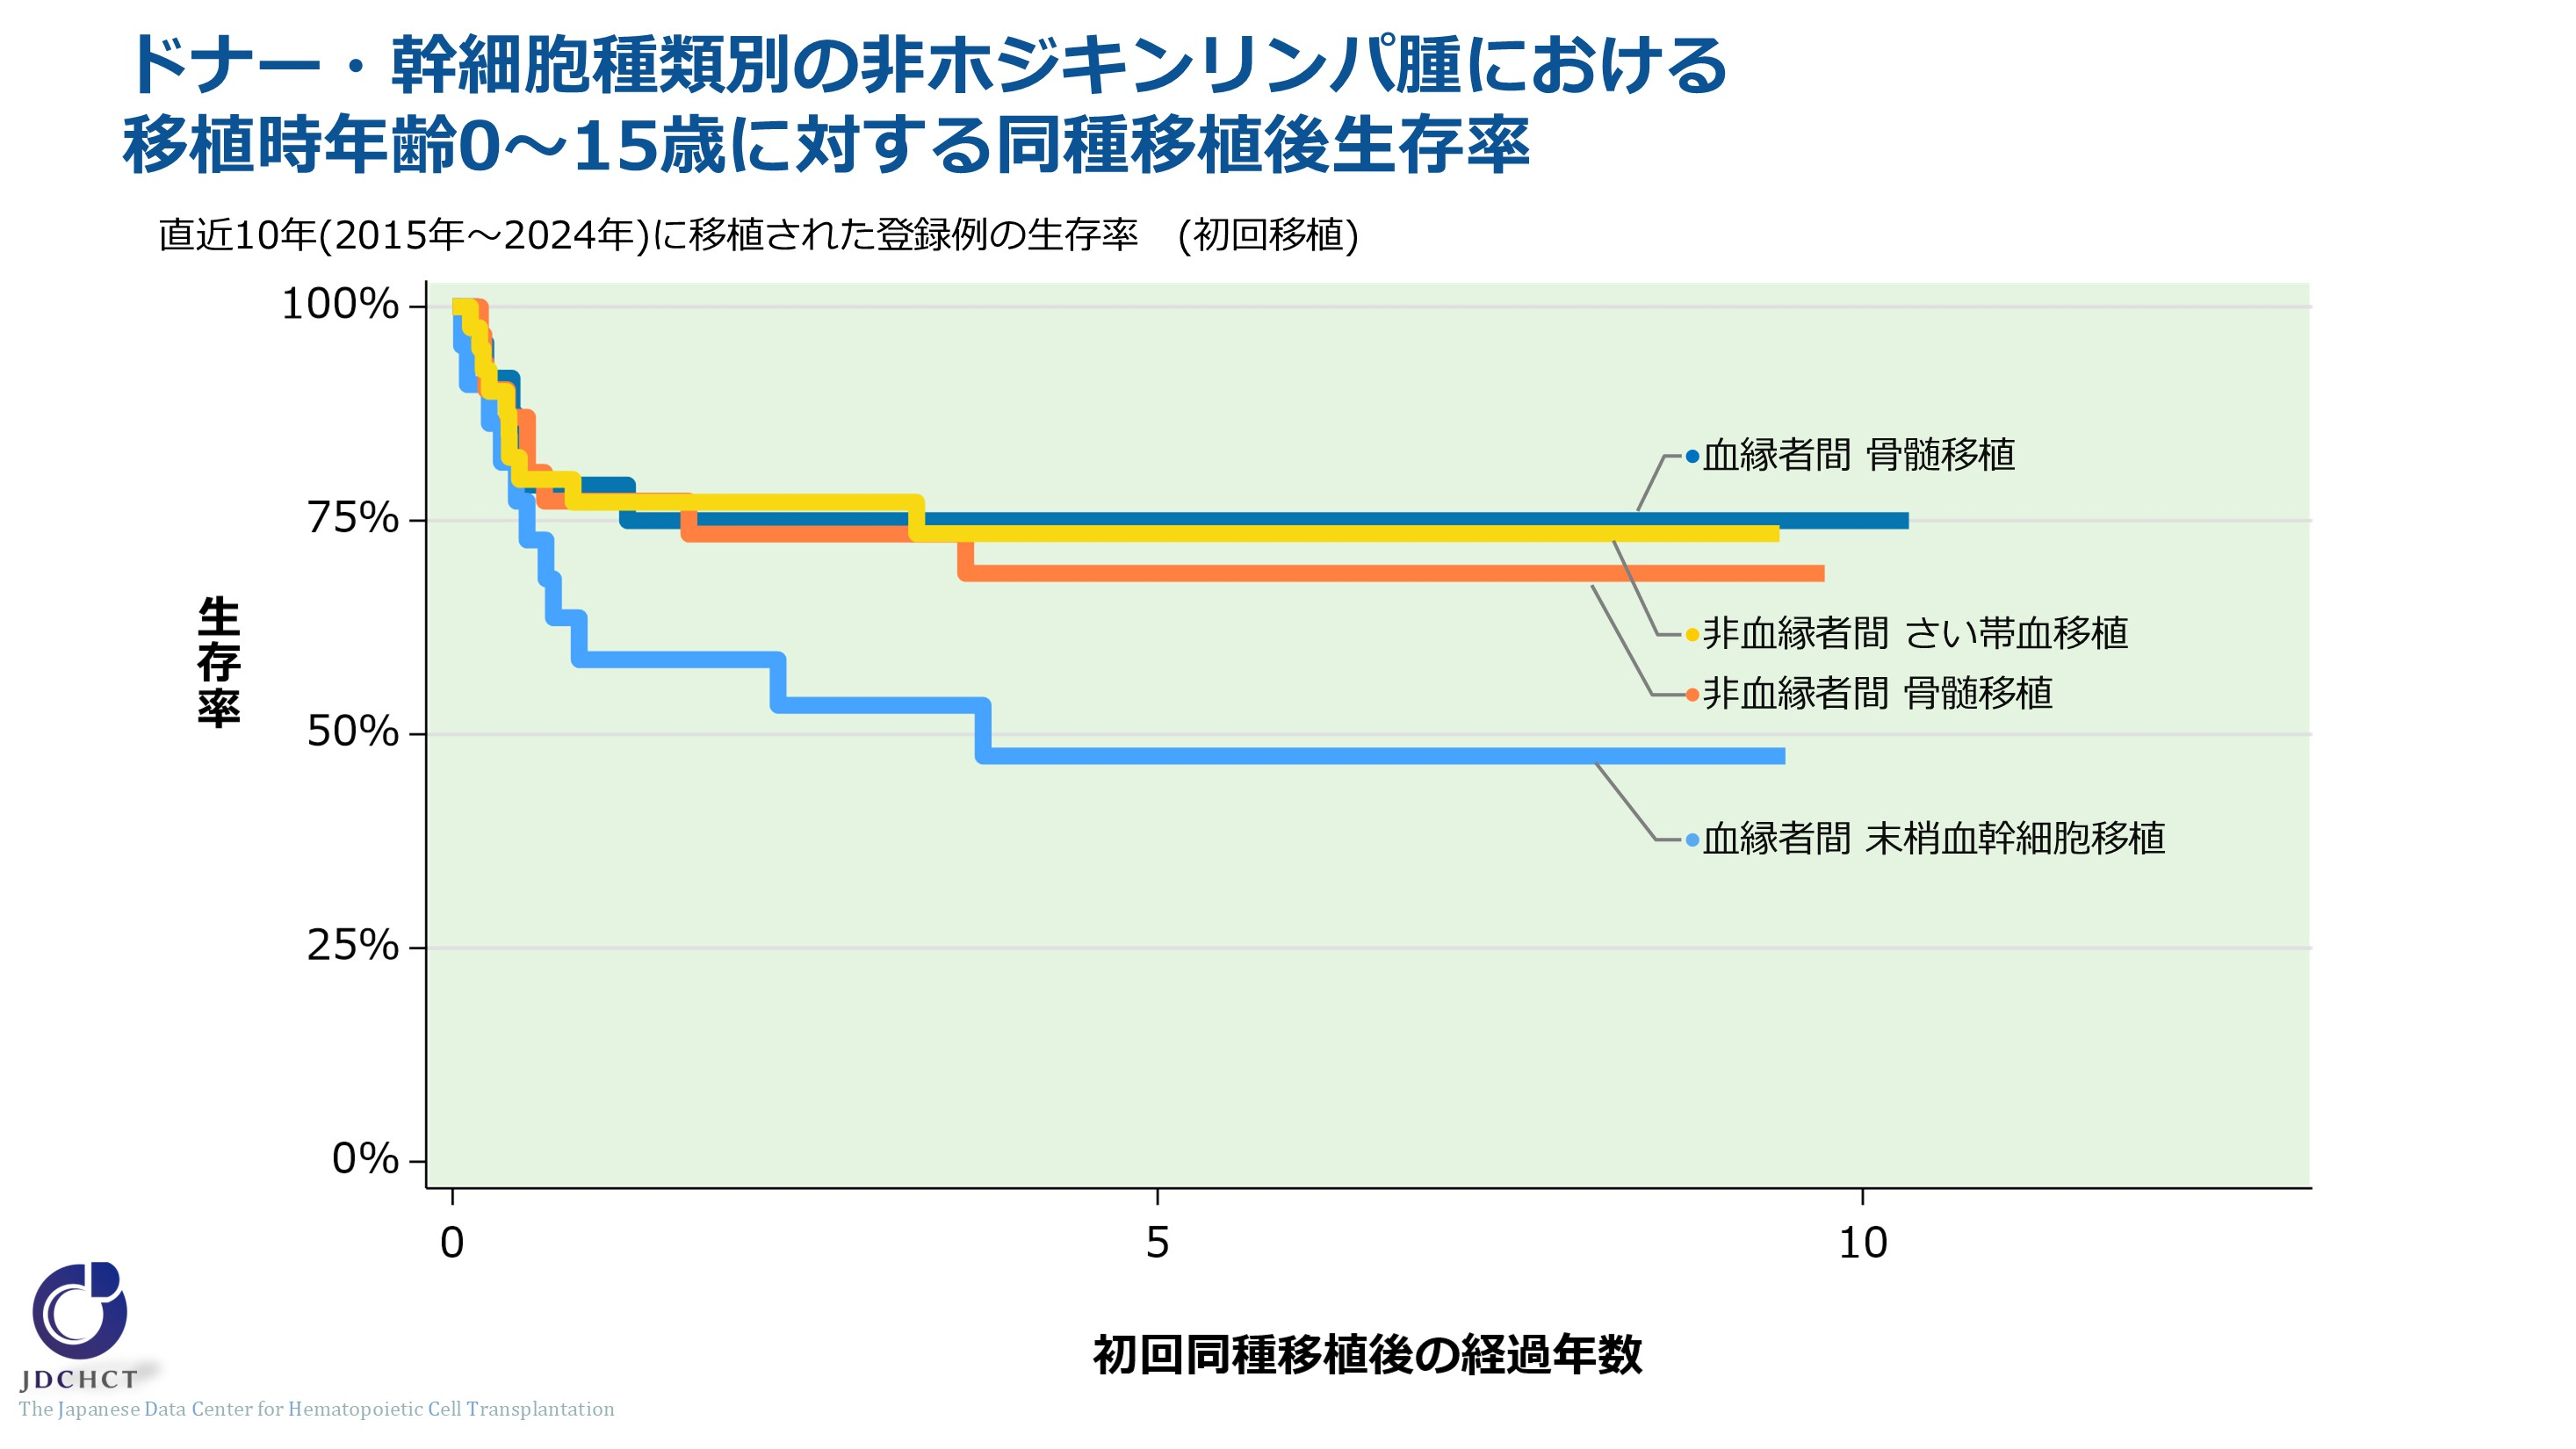 ドナー・幹細胞種類別の非ホジキンリンパ腫における
移植時年齢0～15歳に対する同種移植後生存率
直近10年(2015年～2024年)に移植された登録例の生存率　(初回移植)
100%
75%
50%
25%
0%
生存率
血縁者間 骨髄移植
非血縁者間 さい帯血移植
非血縁者間 骨髄移植
血縁者間 末梢血幹細胞移植
0
5
10
初回同種移植後の経過年数
JDCHCT
The Japanese Data Center for Hematopoietic Cell Transplantation